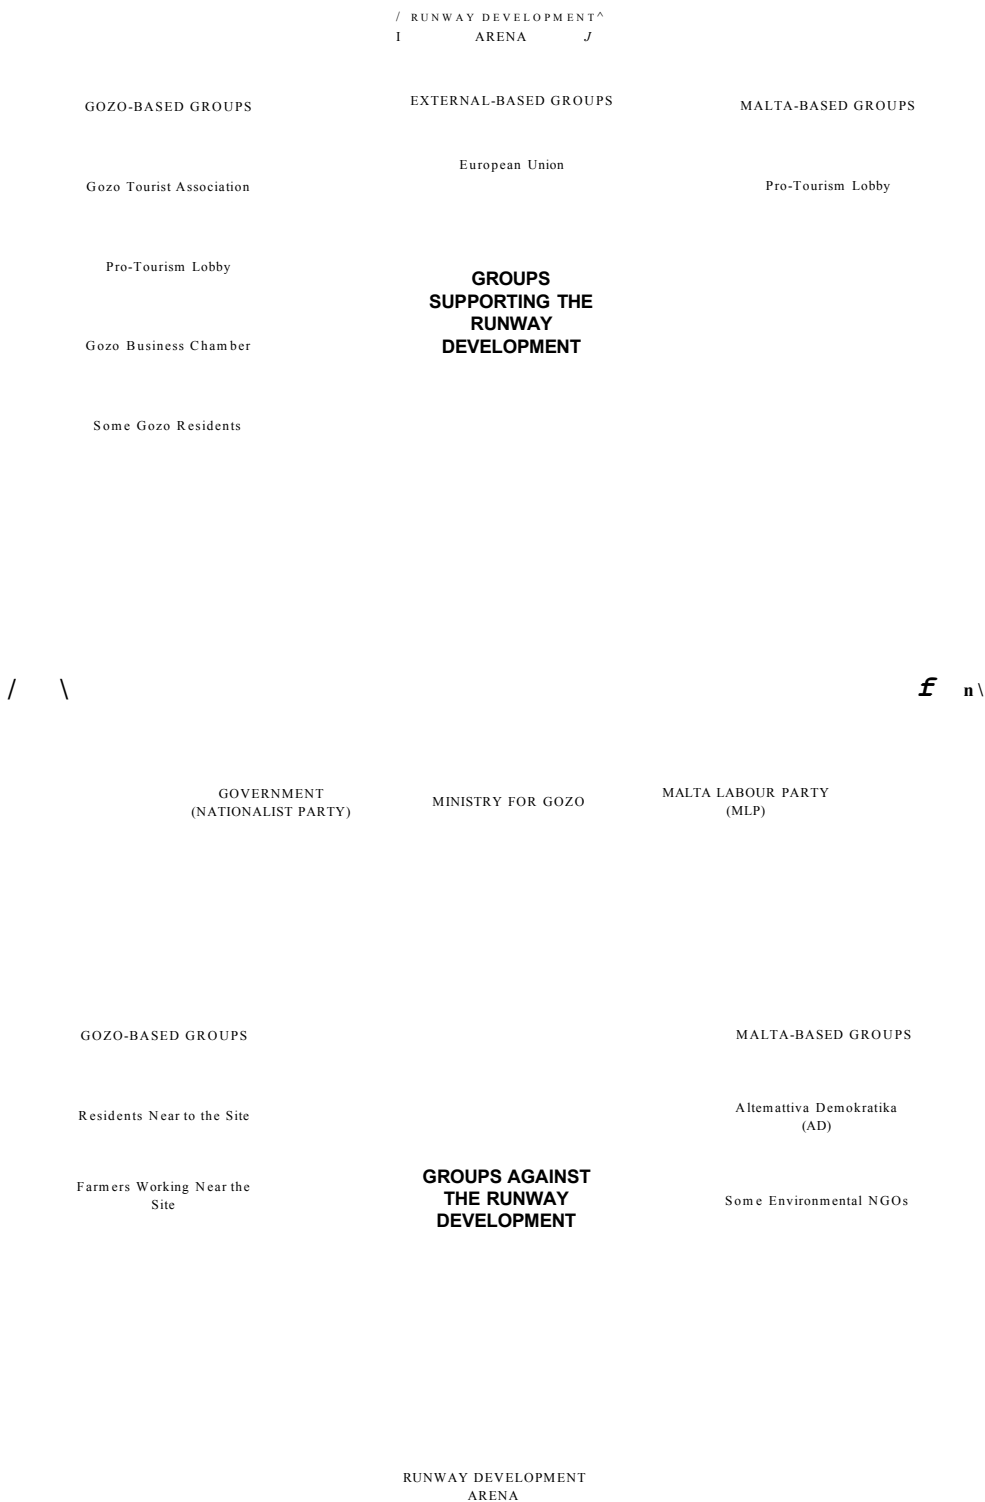 / RUNWAY DEVELOPMENT^
I ARENA J
GOZO-BASED GROUPS
EXTERNAL-BASED GROUPS
MALTA-BASED GROUPS
European Union
Gozo Tourist Association
Pro-Tourism Lobby
Pro-Tourism Lobby
GROUPS
SUPPORTING THE
RUNWAY
DEVELOPMENT
Gozo Business Chamber
Some Gozo Residents
/ \
f n\
GOVERNMENT
(NATIONALIST PARTY)
MINISTRY FOR GOZO
MALTA LABOUR PARTY
(MLP)
GOZO-BASED GROUPS
MALTA-BASED GROUPS
Residents Near to the Site
Altemattiva Demokratika
(AD)
Farmers Working Near the
Site
GROUPS AGAINST
THE RUNWAY
DEVELOPMENT
Some Environmental NGOs
RUNWAY DEVELOPMENT
ARENA